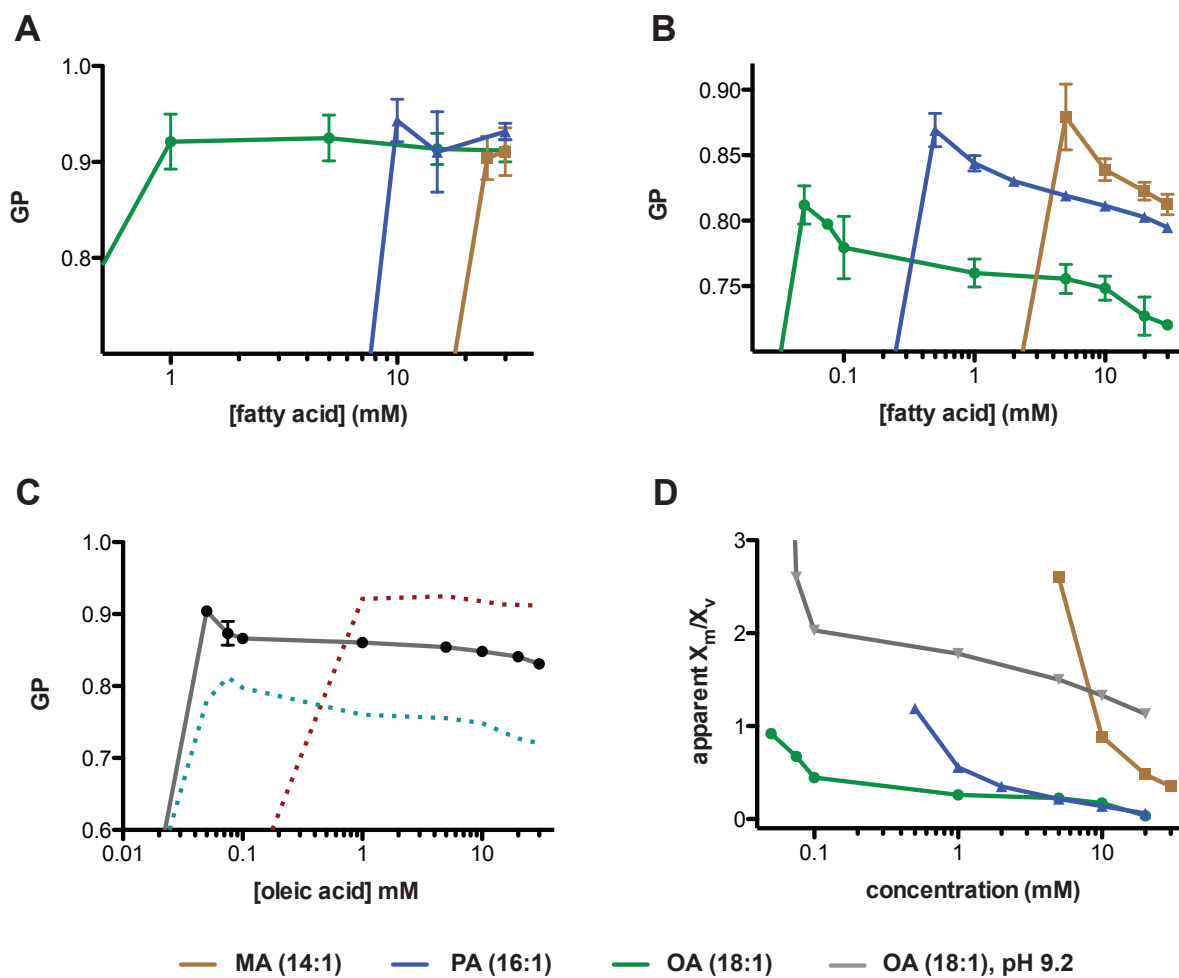 A
B
GP
1.0
0.9
0.8
1
10
[fatty acid] (mM)
GP
0.90
0.85
0.80
0.75
0.1
1
10
[fatty acid] (mM)
C
D
GP
1.0
0.9
0.8
0.7
0.6
0.01
0.1
1
10
[oleic acid] mM
apparent Xm/Xv
3
2
1
0
0.1
1
10
concentration (mM)
MA (14:1) PA (16:1) OA (18:1) OA (18:1), pH 9.2